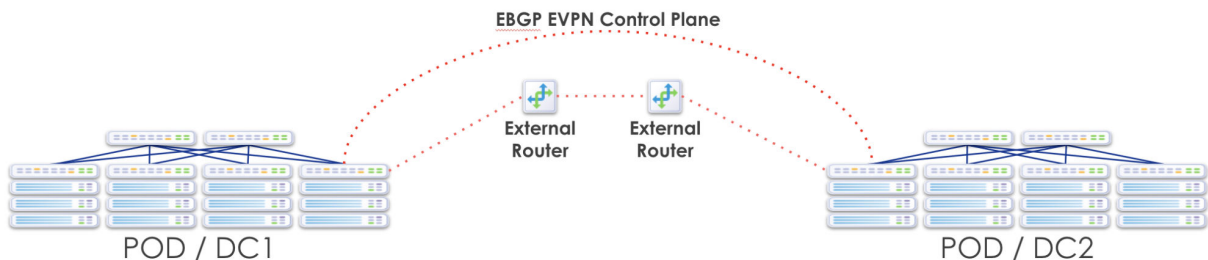 EBGP EVPN Control Plane
External
Router
External
Router
POD / DC1
POD / DC2